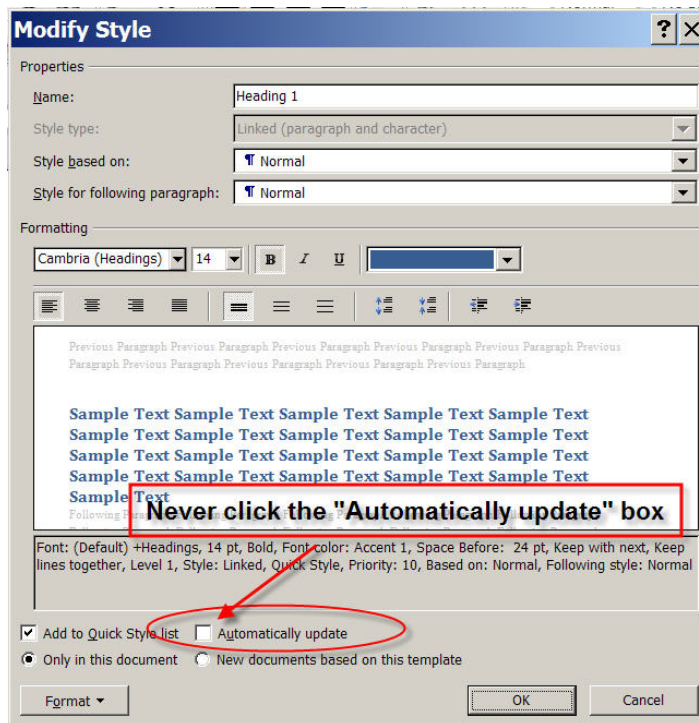 Modify Style
Properties
Name:
Heading 1
Style type:
Linked (paragraph and character)
Style based on:
¶ Normal
Style for following paragraph:
¶ Normal
Formatting
Cambria (Headings)
14
B
I
U
Previous Paragraph Previous Paragraph Previous Paragraph Previous Paragraph Previous Paragraph Previous
Paragraph Previous Paragraph Previous Paragraph Previous Paragraph Previous Paragraph
Sample Text Sample Text Sample Text Sample Text Sample Text
Sample Text Sample Text Sample Text Sample Text Sample Text
Sample Text Sample Text Sample Text Sample Text Sample Text
Sample Text Sample Text Sample Text Sample Text Sample Text
Sample Text
Never click the "Automatically update" box
Following
Font: (Default) +Headings, 14 pt, Bold, Font color: Accent 1, Space Before: 24 pt, Keep with next, Keep
lines together, Level 1, Style: Linked, Quick Style, Priority: 10, Based on: Normal, Following style: Normal
Add to Quick Style list
Automatically update
Only in this document
New documents based on this template
Format
OK
Cancel